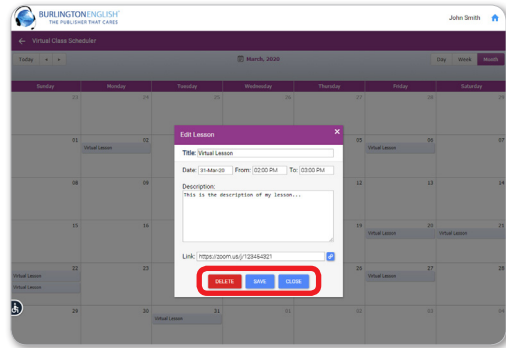 BURLINGTONENGLISH®
THE PUBLISHER THAT CARES
John Smith
Virtual Class Scheduler
Today
March, 2020
Day Week Month
Sunday Monday Tuesday Wednesday Thursday Friday Saturday
23 24 25 26 27 28 29
01 02 05 06 07
Virtual Lesson Virtual Lesson
08 09 12 13 14
15 16 19 20 21
Virtual Lesson Virtual Lesson
22 23 26 27 28
Virtual Lesson Virtual Lesson
Virtual Lesson
29 30 31 01 02 03 04
Virtual Lesson
Edit Lesson ×
Title: Virtual Lesson
Date: 31-Mar-20 From: 02:00 PM To: 03:00 PM
Description:
This is the description of my lesson...
Link: https://zoom.us/j/123454321
DELETE SAVE CLOSE